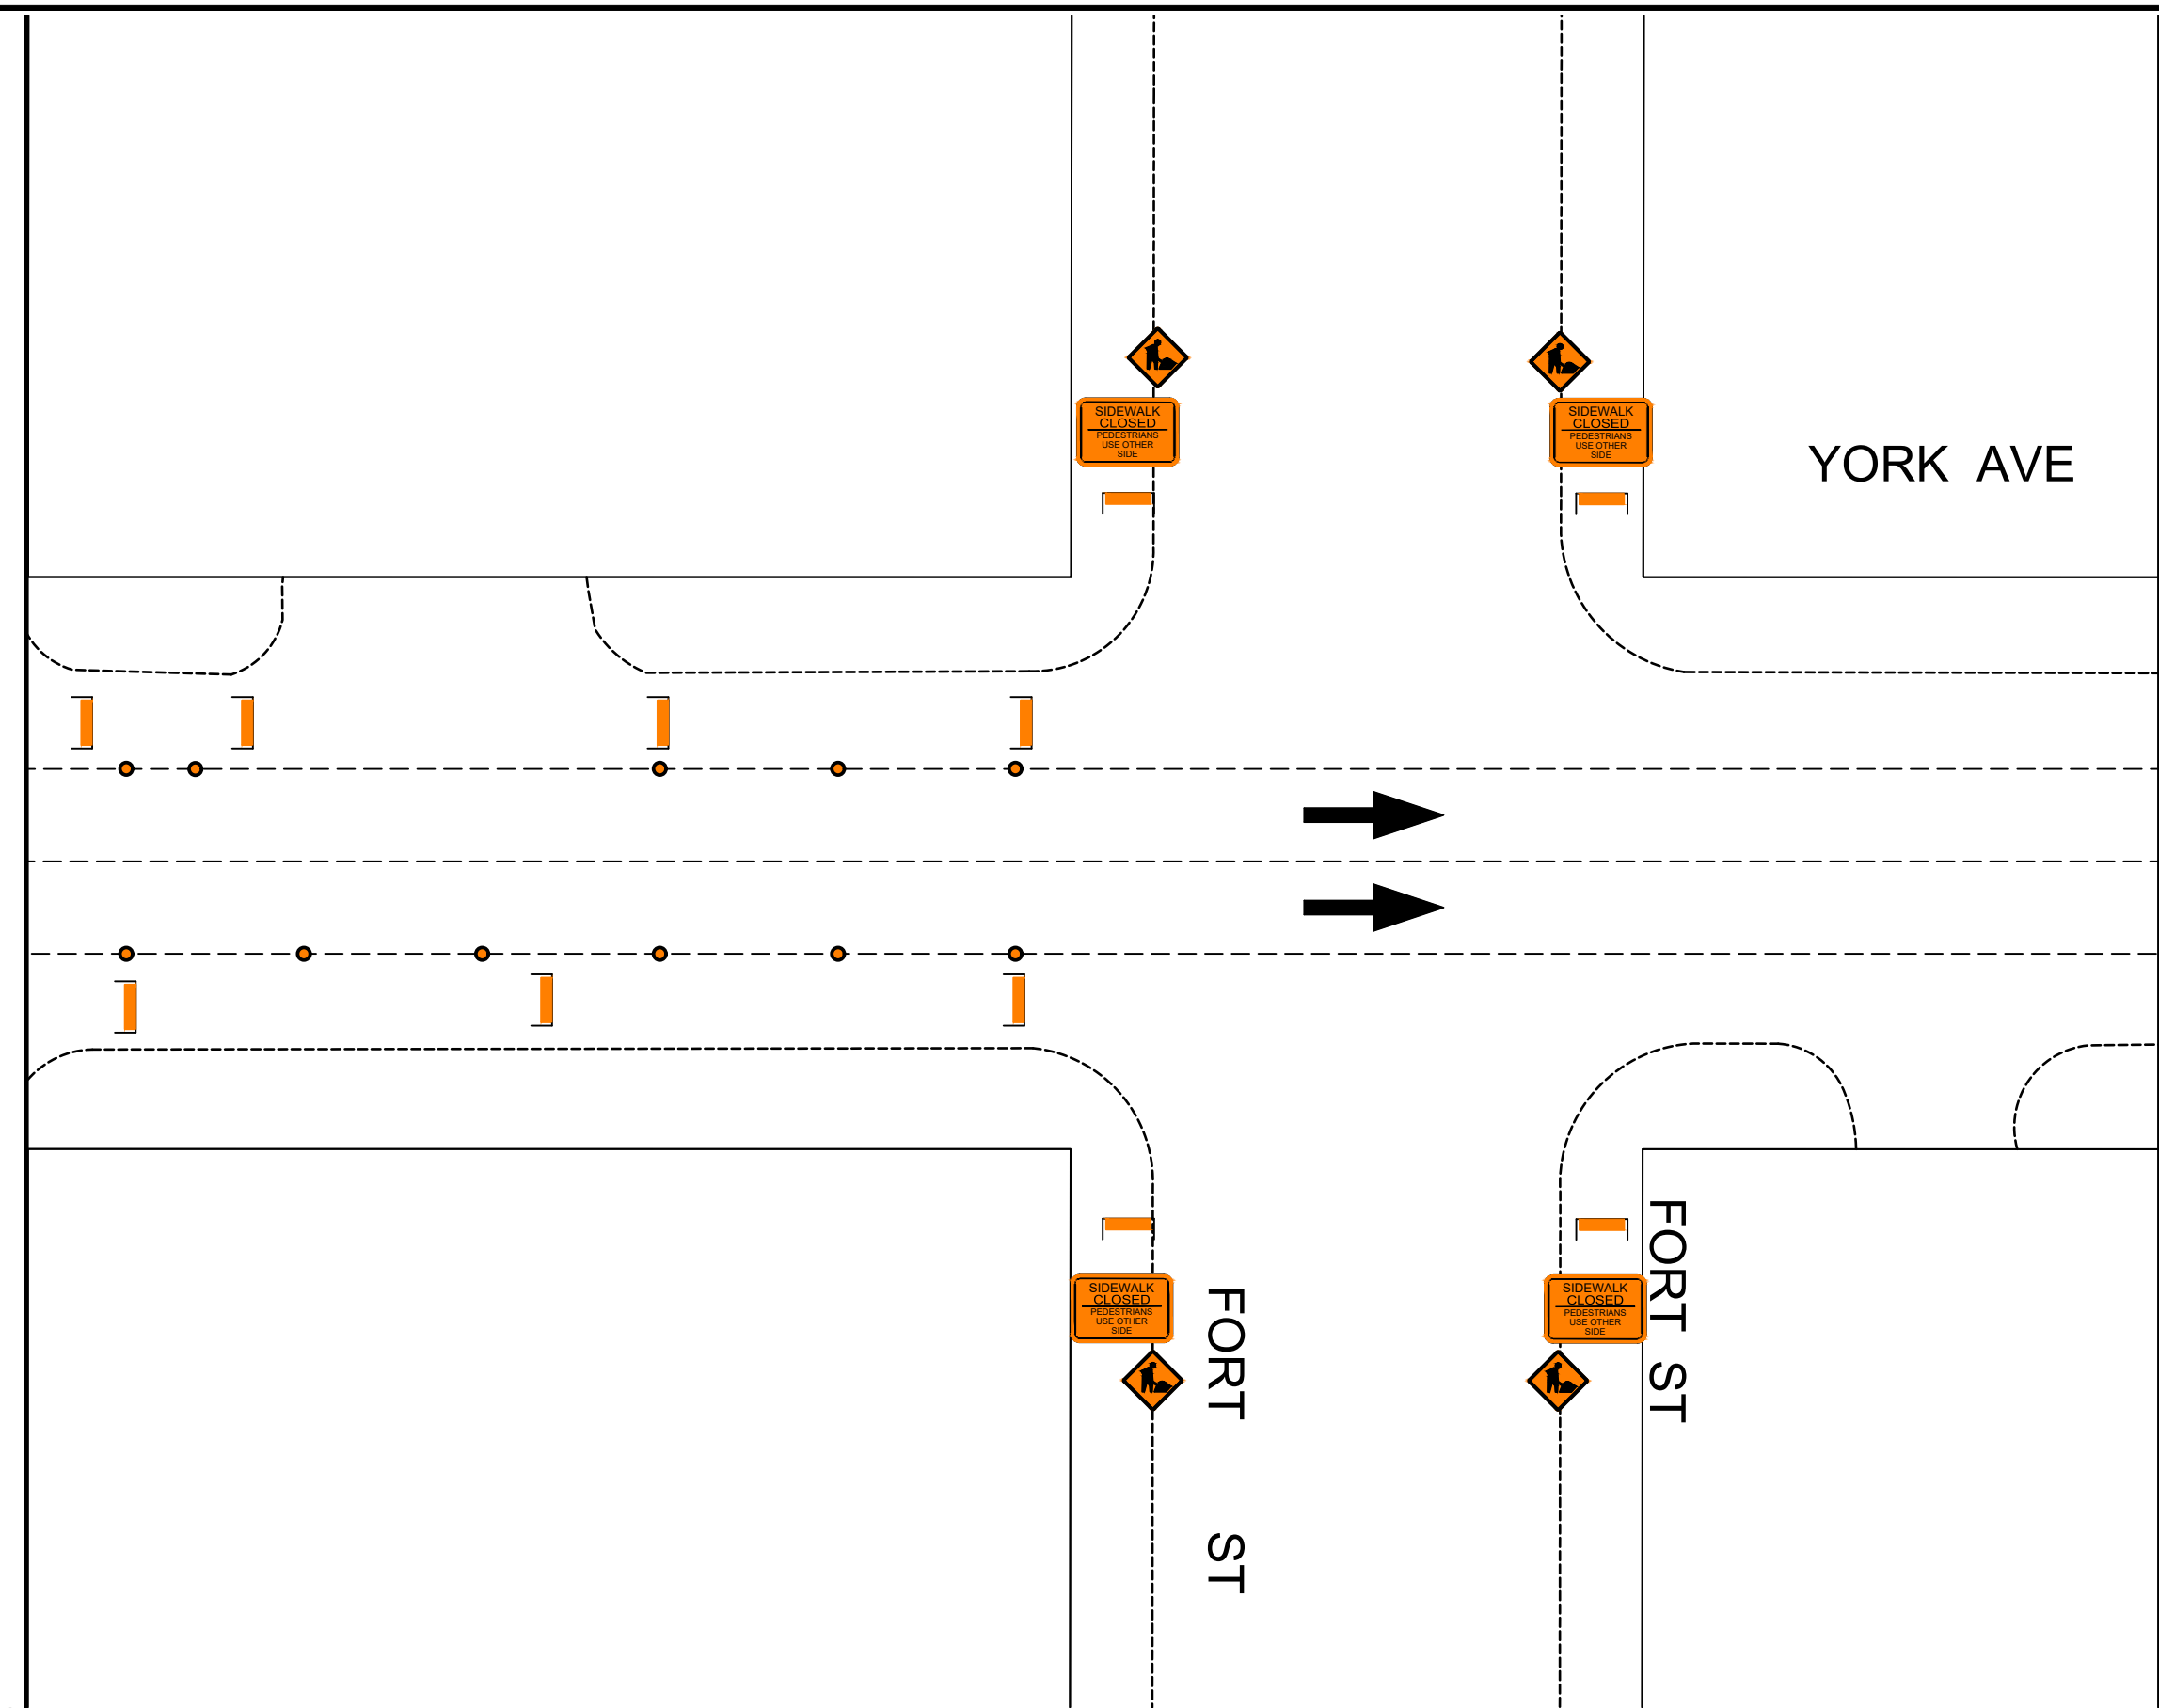 SIDEWALK
CLOSED
PEDESTRIANS
USE OTHER
SIDE
SIDEWALK
CLOSED
PEDESTRIANS
USE OTHER
SIDE
YORK AVE
SIDEWALK
CLOSED
PEDESTRIANS
USE OTHER
SIDE
FORT ST
SIDEWALK
CLOSED
PEDESTRIANS
USE OTHER
SIDE
FORT ST